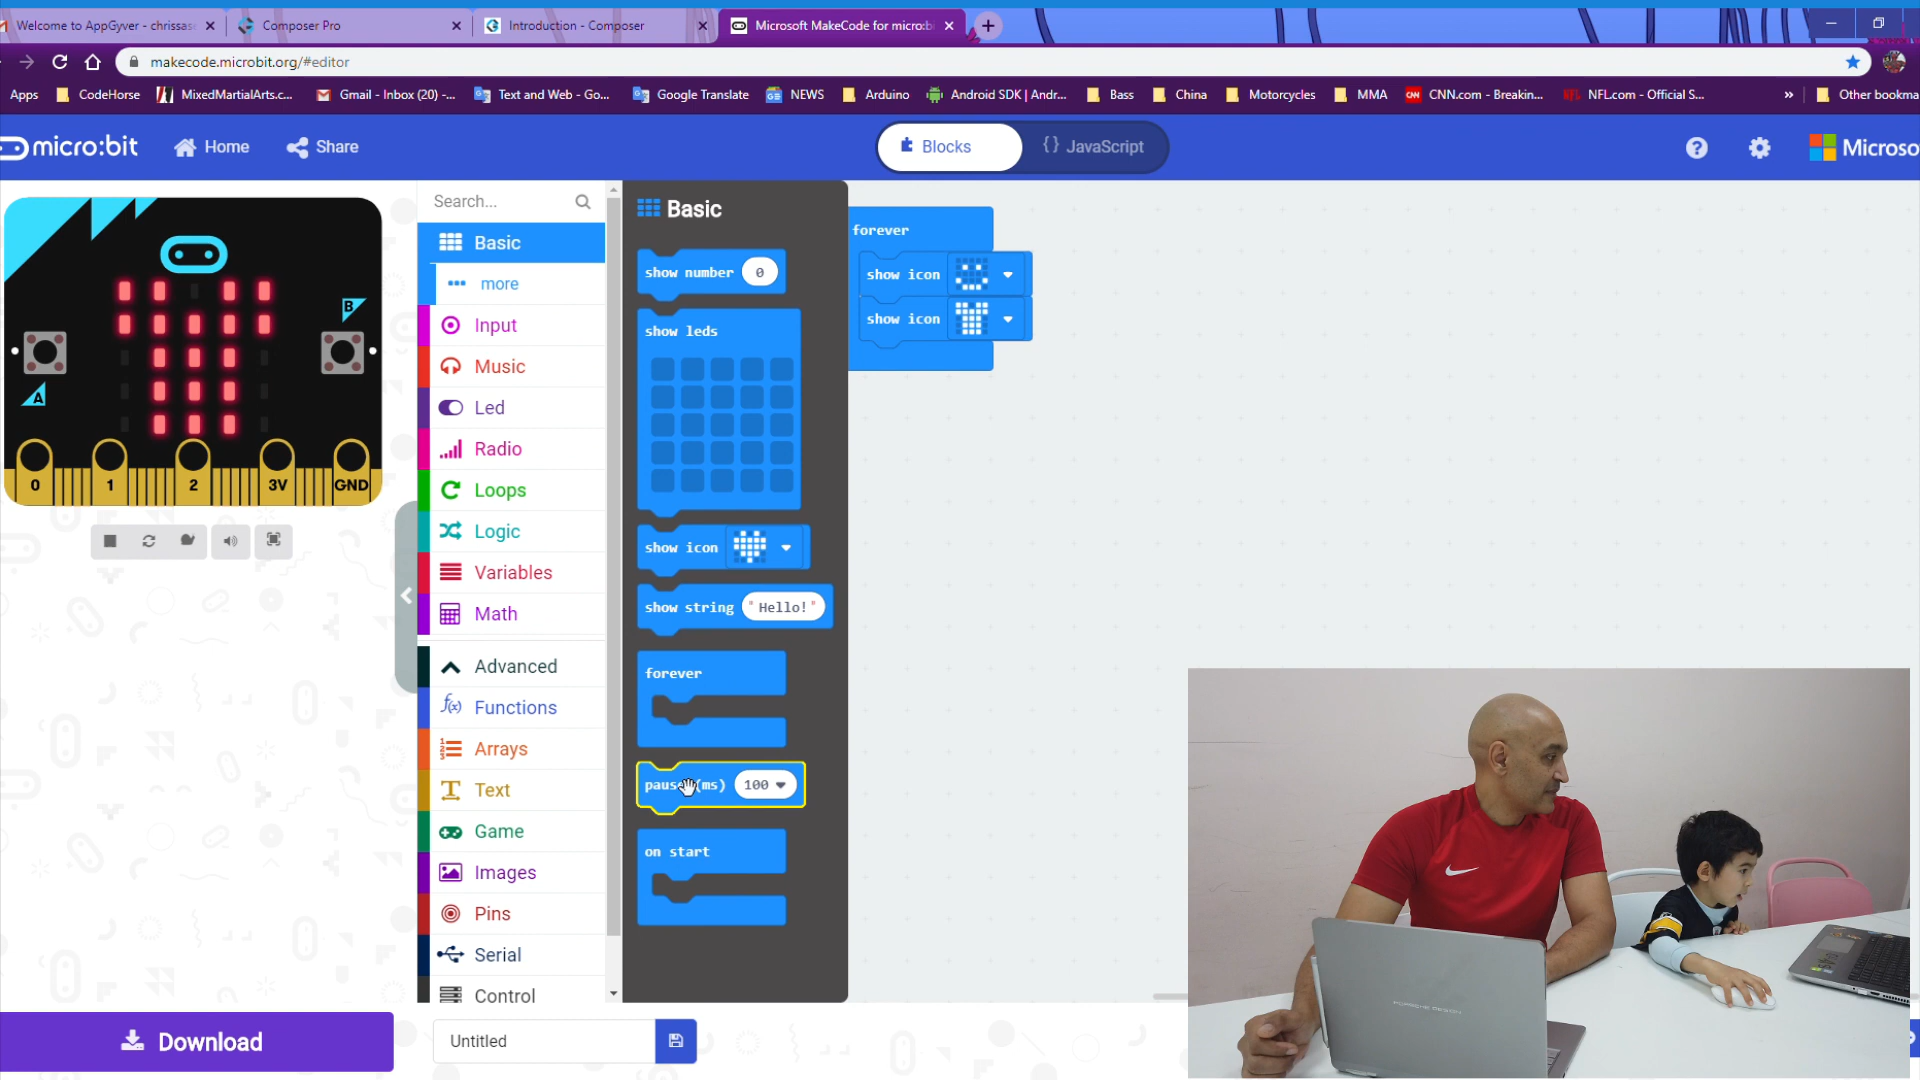 Welcome to AppGyver - chrissas
Composer Pro
Introduction - Composer
Microsoft MakeCode for micro:b
makecode.microbit.org/#editor
Apps
CodeHorse
MixedMartialArts.c...
Gmail - Inbox (20) -...
Text and Web - Go...
Google Translate
NEWS
Arduino
Android SDK | Andr...
Bass
China
Motorcycles
MMA
CNN.com - Breakin...
NFL.com - Official S...
»
Other bookma
micro:bit
Home
Share
Blocks
{} JavaScript
Microso
Search...
Basic
more
Input
Music
Led
Radio
Loops
Logic
Variables
Math
Advanced
Functions
Arrays
Text
Game
Images
Pins
Serial
Control
Basic
show number 0
show leds
show icon
show string "Hello!"
forever
(ms) 100
on start
forever
show icon
show icon
B
A
0 1 2 3V GND
Download
Untitled